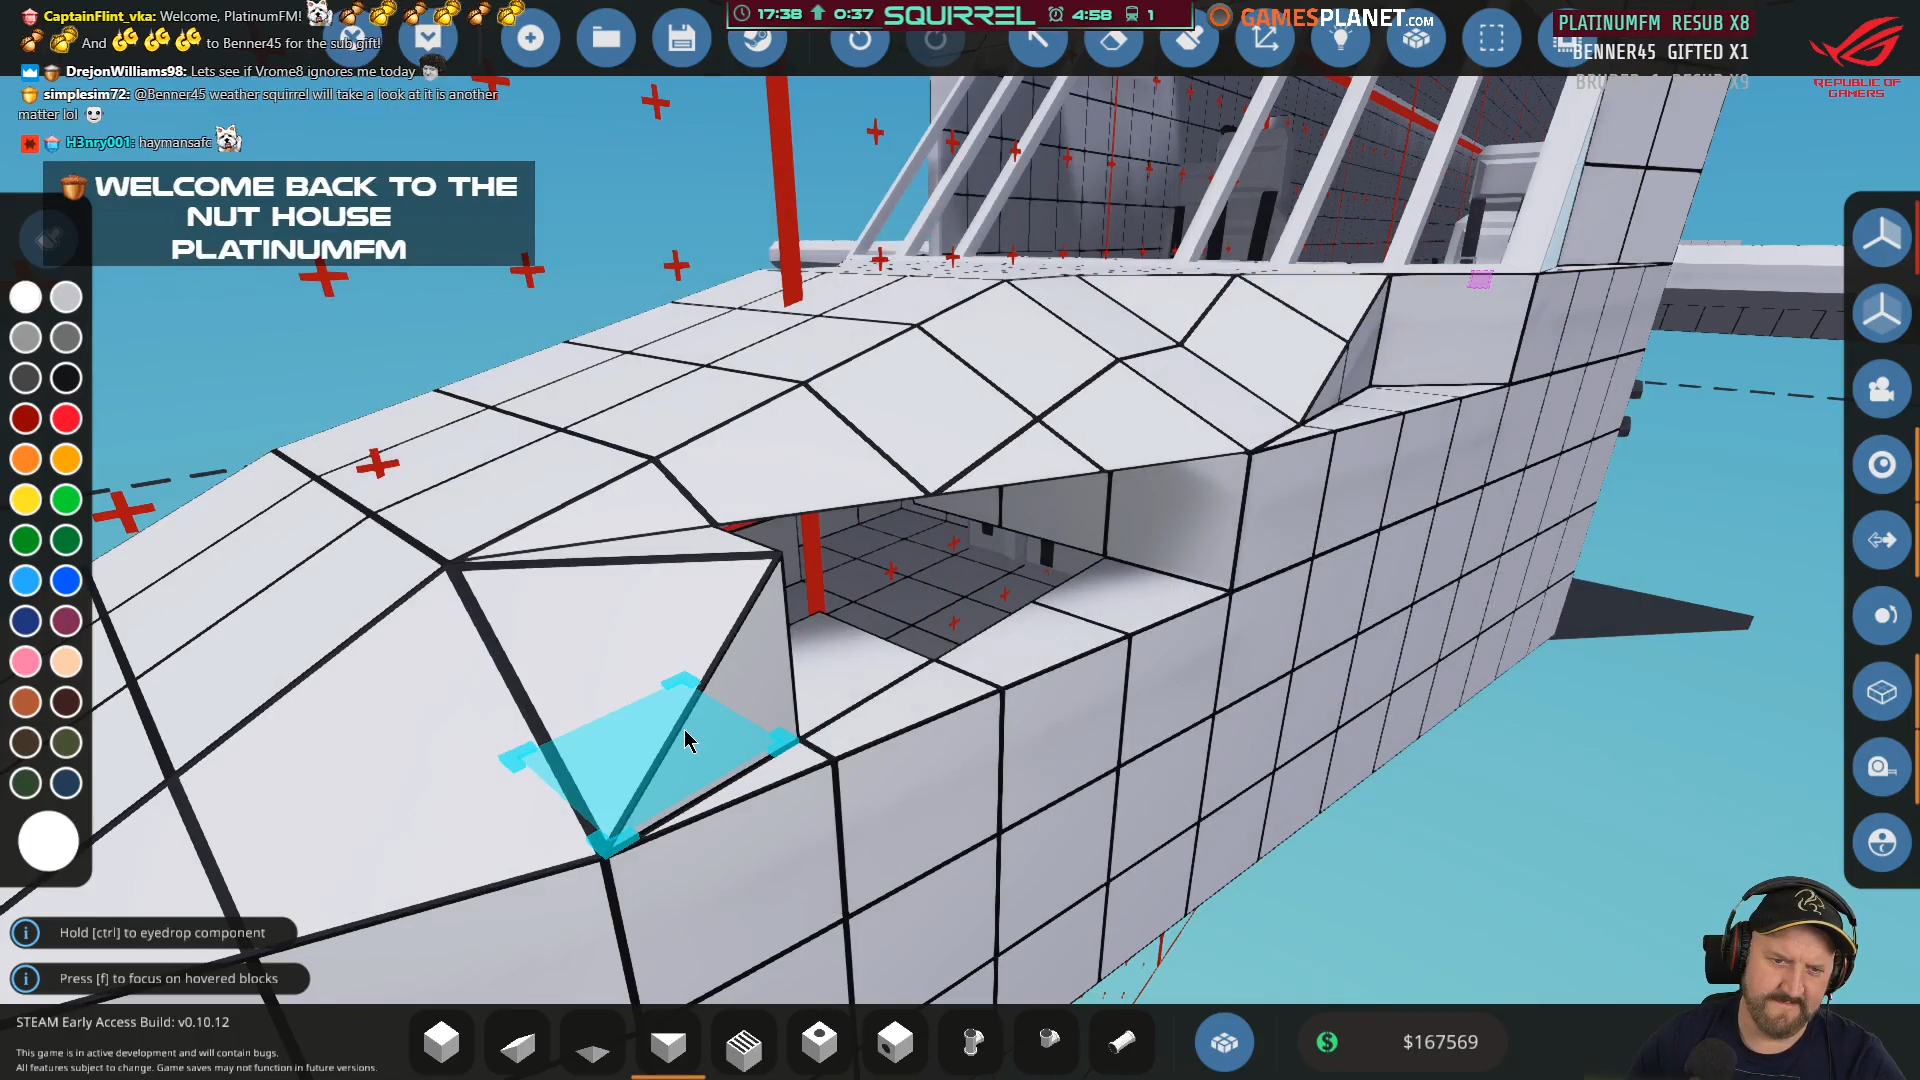 CaptainFlint_vka: Welcome, PlatinumFM!
And to Benner45 for the sub gift!
DrejonWilliams98: Lets see if Vrome8 ignores me today
simplesim72: @Benner45 weather squirrel will take a look at it is another
matter lol
H3nry001: haymansafc
WELCOME BACK TO THE
NUT HOUSE
PLATINUMFM
17:38 0:37 SQUIRREL 4:58 1
GAMESPLANET.COM
PLATINUMFM RESUB X8
BENNER45 GIFTED X1
REPUBLIC OF
GAMERS
Hold [ctrl] to eyedrop component
Press [f] to focus on hovered blocks
STEAM Early Access Build: v0.10.12
This game is in active development and will contain bugs.
All features subject to change. Game saves may not function in future versions.
$167569